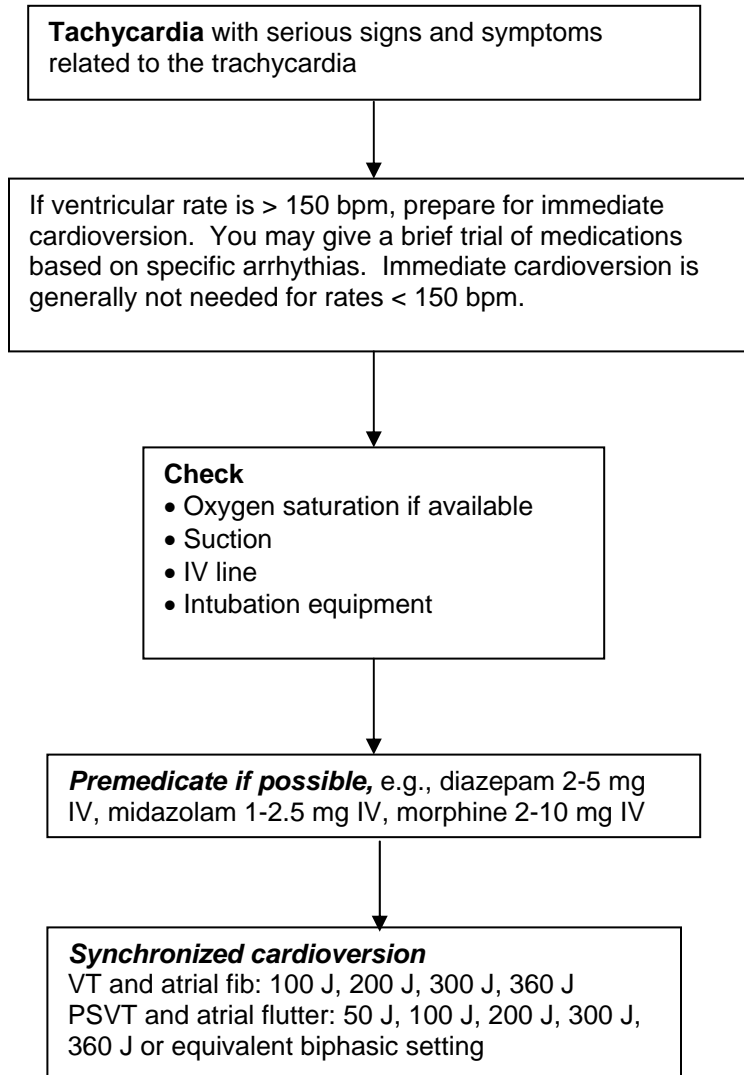 Tachycardia with serious signs and symptoms
related to the trachycardia
If ventricular rate is > 150 bpm, prepare for immediate
cardioversion. You may give a brief trial of medications
based on specific arrhythias. Immediate cardioversion is
generally not needed for rates < 150 bpm.
Check
• Oxygen saturation if available
• Suction
• IV line
• Intubation equipment
Premedicate if possible, e.g., diazepam 2-5 mg
IV, midazolam 1-2.5 mg IV, morphine 2-10 mg IV
Synchronized cardioversion
VT and atrial fib: 100 J, 200 J, 300 J, 360 J
PSVT and atrial flutter: 50 J, 100 J, 200 J, 300 J,
360 J or equivalent biphasic setting